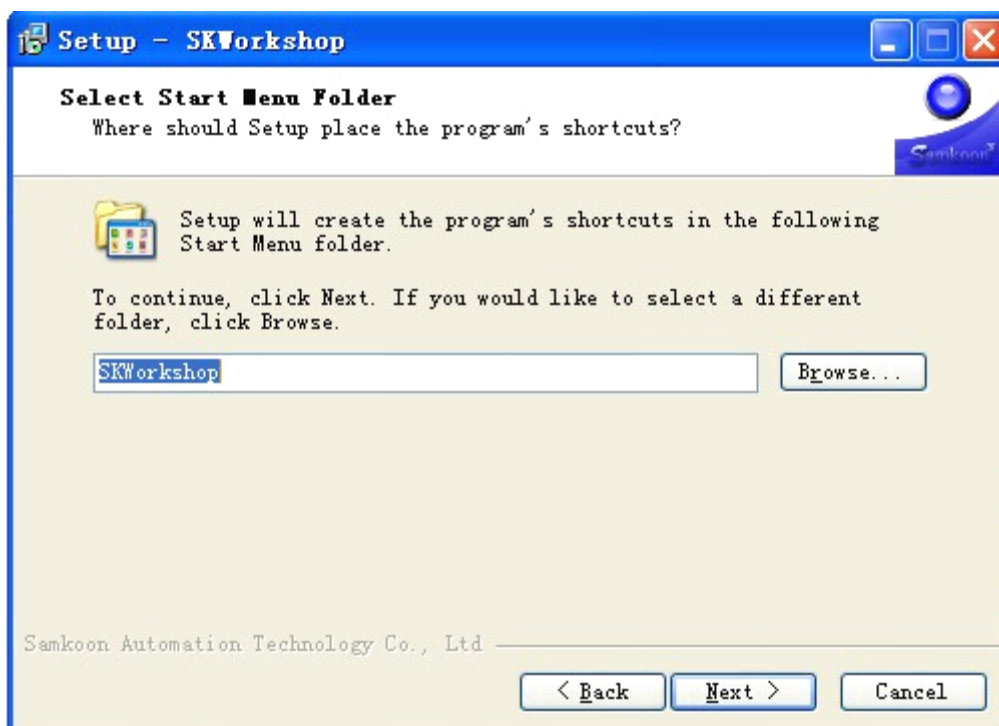 Setup - SKWorkshop
Select Start Menu Folder
Where should Setup place the program's shortcuts?
Samkoon
Setup will create the program's shortcuts in the following
Start Menu folder.
To continue, click Next. If you would like to select a different
folder, click Browse.
SKWorkshop
Browse...
Samkoon Automation Technology Co., Ltd
< Back
Next >
Cancel